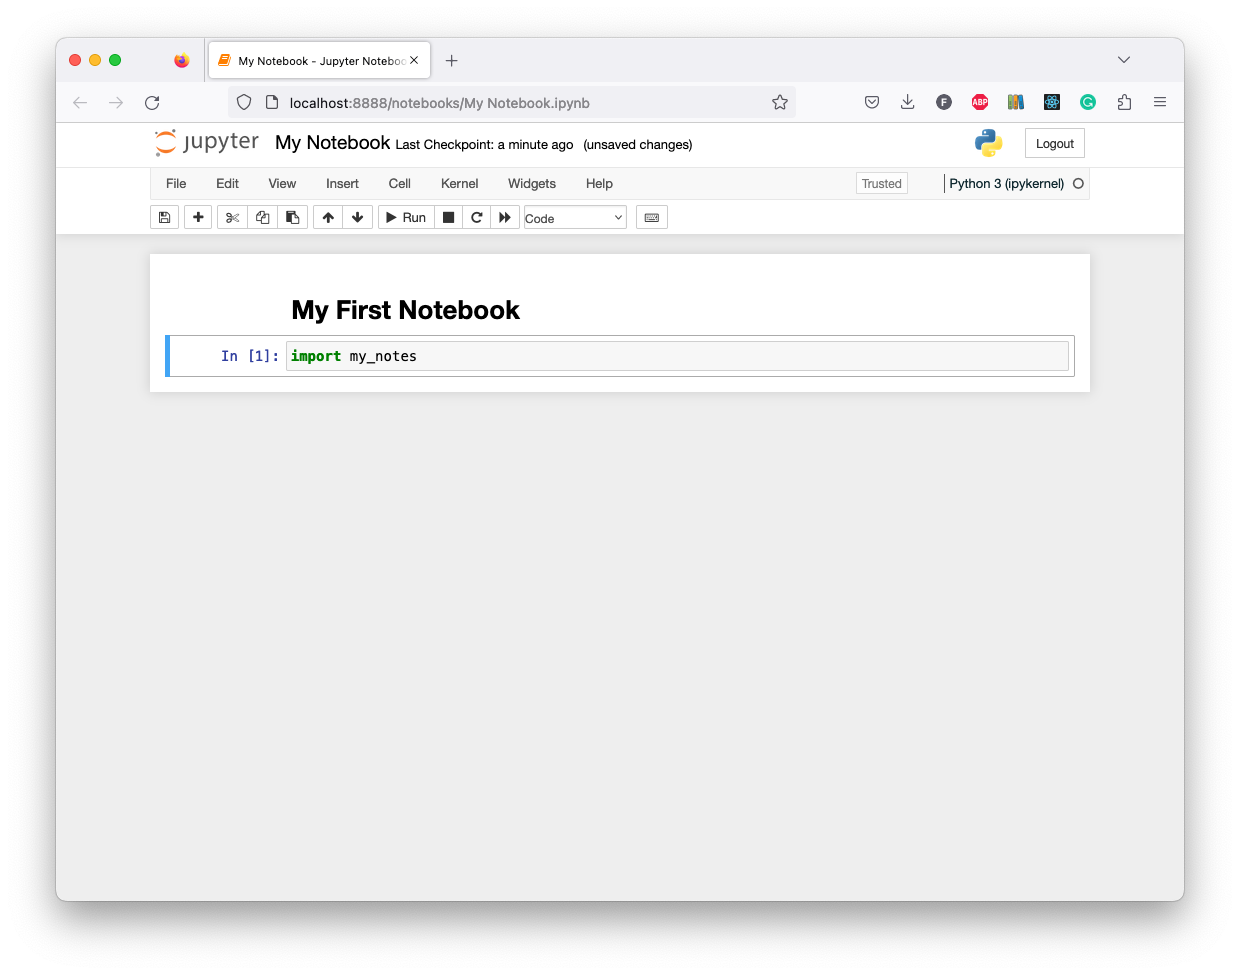 My Notebook - Jupyter Noteboo
localhost:8888/notebooks/My Notebook.ipynb
F
ABP
G
jupyter My Notebook Last Checkpoint: a minute ago (unsaved changes)
Logout
File Edit View Insert Cell Kernel Widgets Help
Trusted
Python 3 (ipykernel)
Run
Code
My First Notebook
In [1]: import my_notes